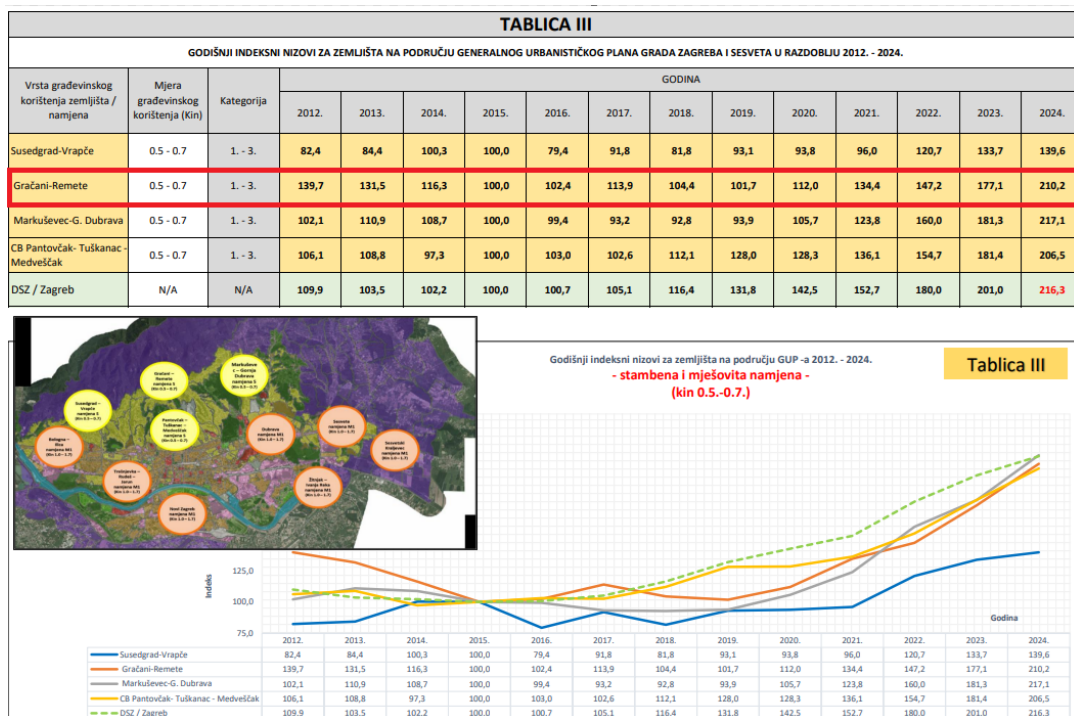 TABLICA III
GODIŠNJI INDEKSNI NIZOVI ZA ZEMLJIŠTA NA PODRUČJU GENERALNOG URBANISTIČKOG PLANA GRADA ZAGREBA I SESVETA U RAZDOBLJU 2012. - 2024.
Vrsta građevinskog korištenja zemljišta / namjena Mjera građevinskog korištenja (Kin) Kategorija GODINA
2012. 2013. 2014. 2015. 2016. 2017. 2018. 2019. 2020. 2021. 2022. 2023. 2024.
Susedgrad-Vrapče 0.5 - 0.7 1. - 3. 82,4 84,4 100,3 100,0 79,4 91,8 81,8 93,1 93,8 96,0 120,7 133,7 139,6
Gračani-Remete 0.5 - 0.7 1. - 3. 139,7 131,5 116,3 100,0 102,4 113,9 104,4 101,7 112,0 134,4 147,2 177,1 210,2
Markuševec-G. Dubrava 0.5 - 0.7 1. - 3. 102,1 110,9 108,7 100,0 99,4 93,2 92,8 93,9 105,7 123,8 160,0 181,3 217,1
CB Pantovčak- Tuškanac - Medveščak 0.5 - 0.7 1. - 3. 106,1 108,8 97,3 100,0 103,0 102,6 112,1 128,0 128,3 136,1 154,7 181,4 206,5
DSZ / Zagreb N/A N/A 109,9 103,5 102,2 100,0 100,7 105,1 116,4 131,8 142,5 152,7 180,0 201,0 216,3
Godišnji indeksni nizovi za zemljišta na području GUP -a 2012. - 2024.
- stambena i mješovita namjena -
(kin 0.5.-0.7.)
Tablica III
Indeks
125,0
100,0
75,0
Godina
2012. 2013. 2014. 2015. 2016. 2017. 2018. 2019. 2020. 2021. 2022. 2023. 2024.
Susedgrad-Vrapče 82,4 84,4 100,3 100,0 79,4 91,8 81,8 93,1 93,8 96,0 120,7 133,7 139,6
Gračani-Remete 139,7 131,5 116,3 100,0 102,4 113,9 104,4 101,7 112,0 134,4 147,2 177,1 210,2
Markuševec-G. Dubrava 102,1 110,9 108,7 100,0 99,4 93,2 92,8 93,9 105,7 123,8 160,0 181,3 217,1
CB Pantovčak- Tuškanac - Medveščak 106,1 108,8 97,3 100,0 103,0 102,6 112,1 128,0 128,3 136,1 154,7 181,4 206,5
DSZ / Zagreb 109,9 103,5 102,2 100,0 100,7 105,1 116,4 131,8 142,5 152,7 180,0 201,0 216,3